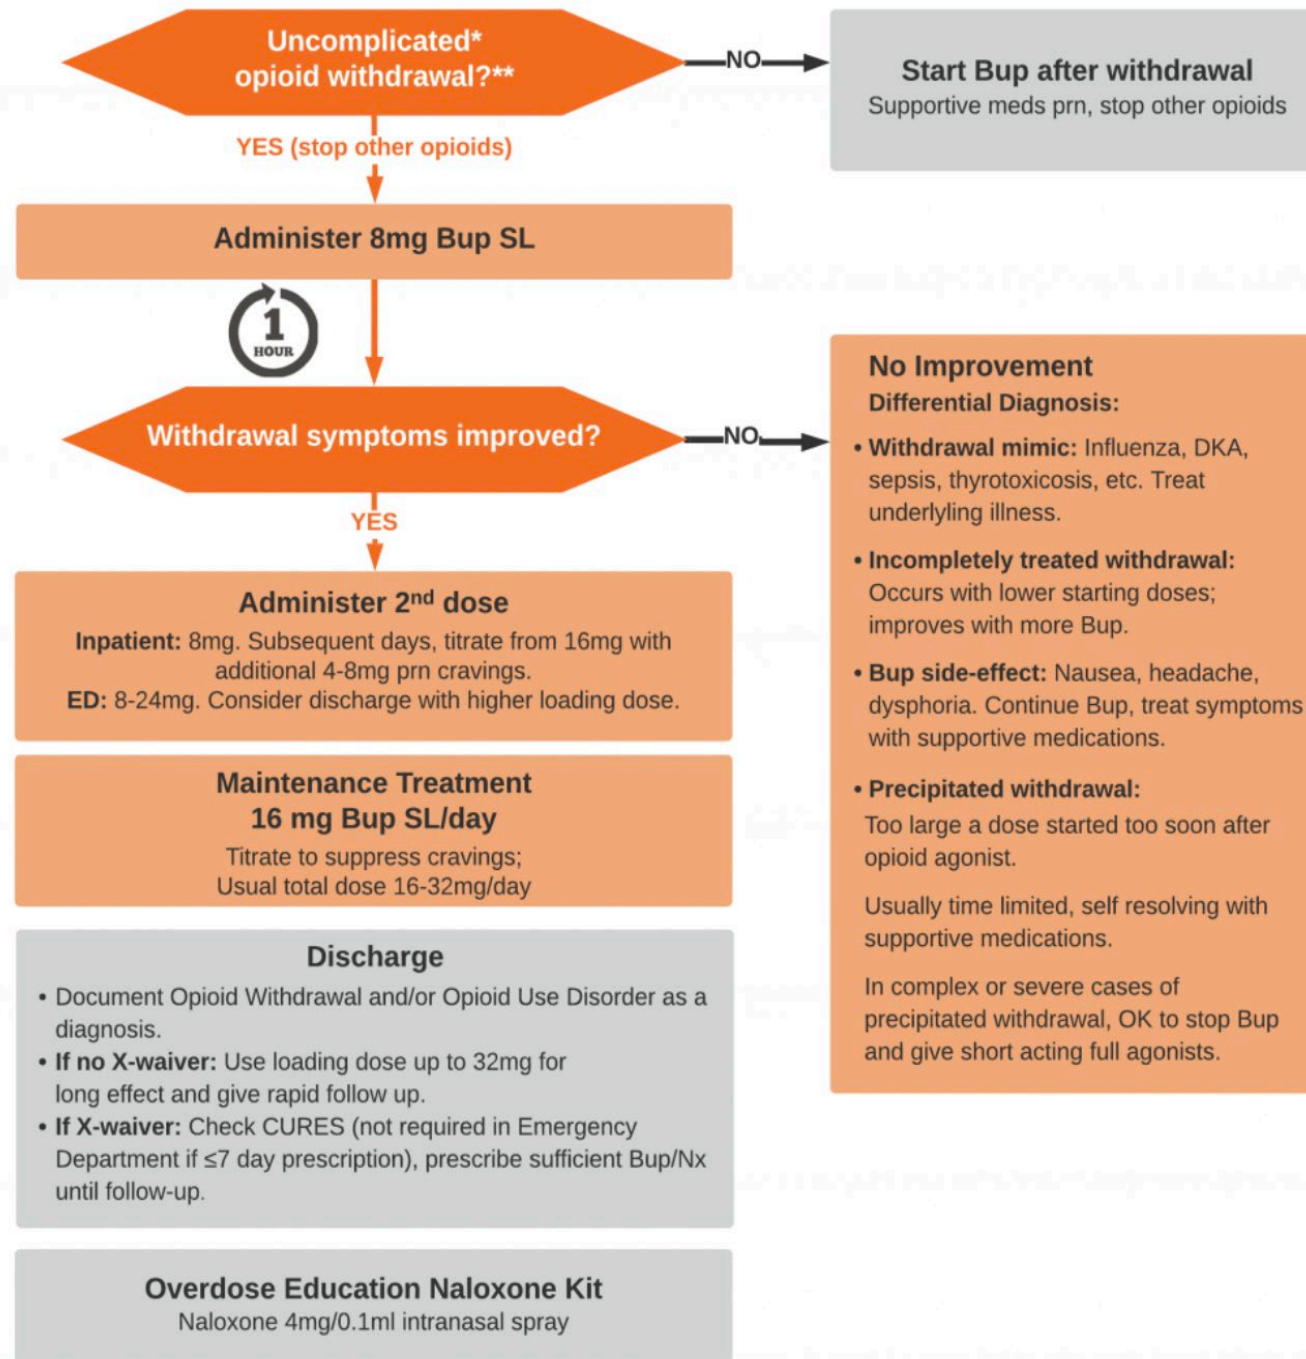 Uncomplicated*
opioid withdrawal?**
NO
Start Bup after withdrawal
Supportive meds prn, stop other opioids
YES (stop other opioids)
Administer 8mg Bup SL
1
HOUR
Withdrawal symptoms improved?
NO
No Improvement
Differential Diagnosis:
• Withdrawal mimic: Influenza, DKA,
sepsis, thyrotoxicosis, etc. Treat
underlyling illness.
• Incompletely treated withdrawal:
Occurs with lower starting doses;
improves with more Bup.
• Bup side-effect: Nausea, headache,
dysphoria. Continue Bup, treat symptoms
with supportive medications.
• Precipitated withdrawal:
Too large a dose started too soon after
opioid agonist.
Usually time limited, self resolving with
supportive medications.
In complex or severe cases of
precipitated withdrawal, OK to stop Bup
and give short acting full agonists.
YES
Administer 2nd dose
Inpatient: 8mg. Subsequent days, titrate from 16mg with
additional 4-8mg prn cravings.
ED: 8-24mg. Consider discharge with higher loading dose.
Maintenance Treatment
16 mg Bup SL/day
Titrate to suppress cravings;
Usual total dose 16-32mg/day
Discharge
• Document Opioid Withdrawal and/or Opioid Use Disorder as a
diagnosis.
• If no X-waiver: Use loading dose up to 32mg for
long effect and give rapid follow up.
• If X-waiver: Check CURES (not required in Emergency
Department if ≤7 day prescription), prescribe sufficient Bup/Nx
until follow-up.
Overdose Education Naloxone Kit
Naloxone 4mg/0.1ml intranasal spray